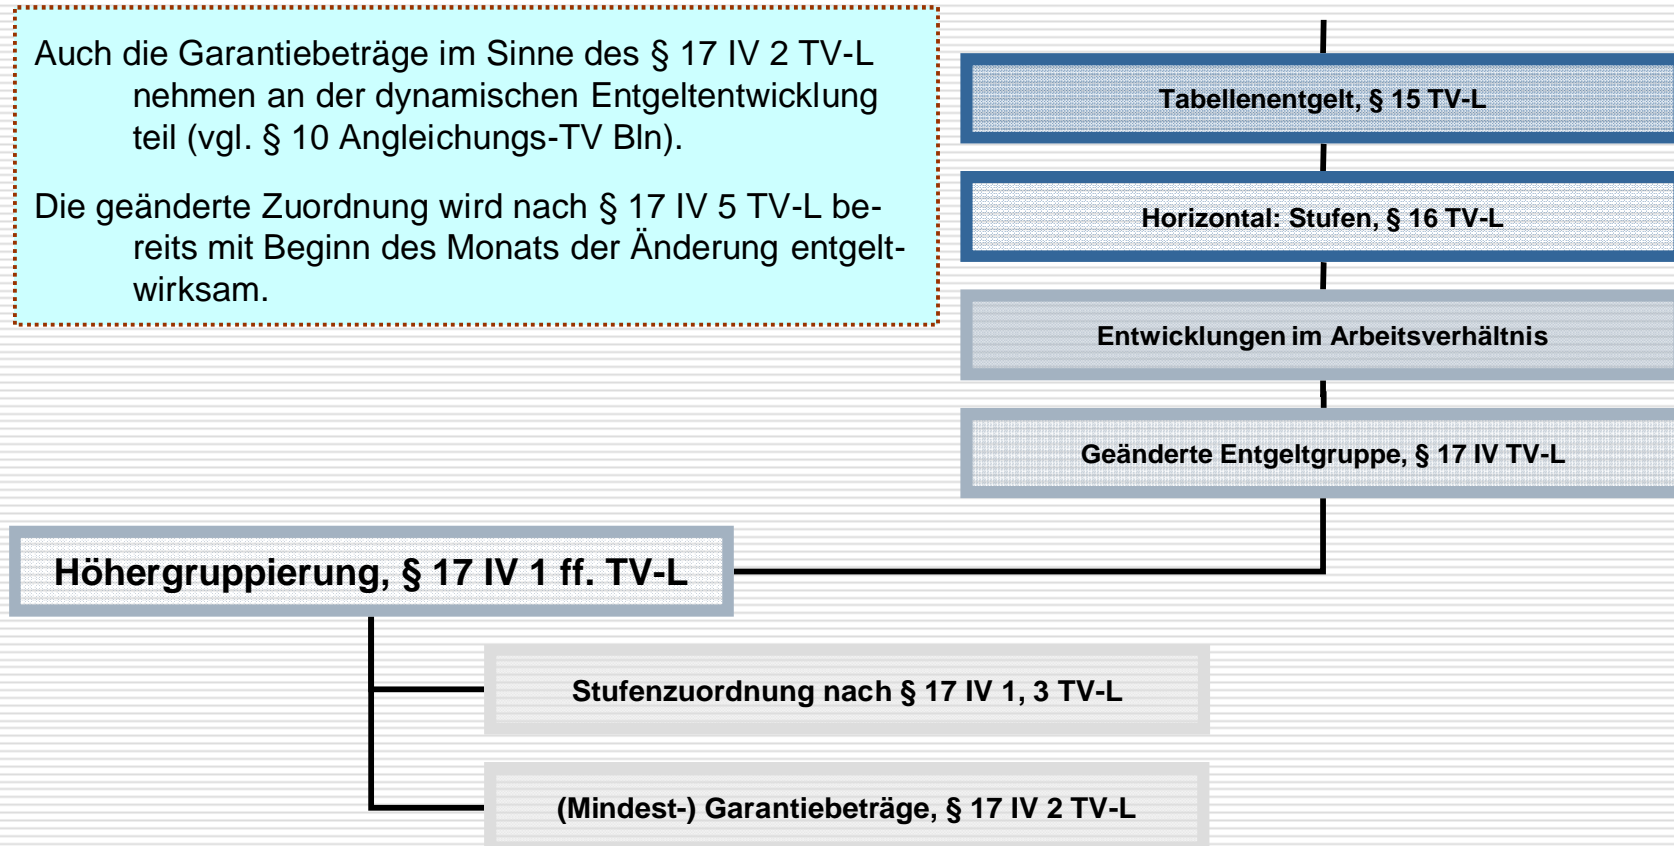 Auch die Garantiebeträge im Sinne des § 17 IV 2 TV-L
nehmen an der dynamischen Entgeltentwicklung
teil (vgl. § 10 Angleichungs-TV Bln).
Die geänderte Zuordnung wird nach § 17 IV 5 TV-L be-
reits mit Beginn des Monats der Änderung entgelt-
wirksam.
Tabellenentgelt, § 15 TV-L
Horizontal: Stufen, § 16 TV-L
Entwicklungen im Arbeitsverhältnis
Geänderte Entgeltgruppe, § 17 IV TV-L
Höhergruppierung, § 17 IV 1 ff. TV-L
Stufenzuordnung nach § 17 IV 1, 3 TV-L
(Mindest-) Garantiebeträge, § 17 IV 2 TV-L